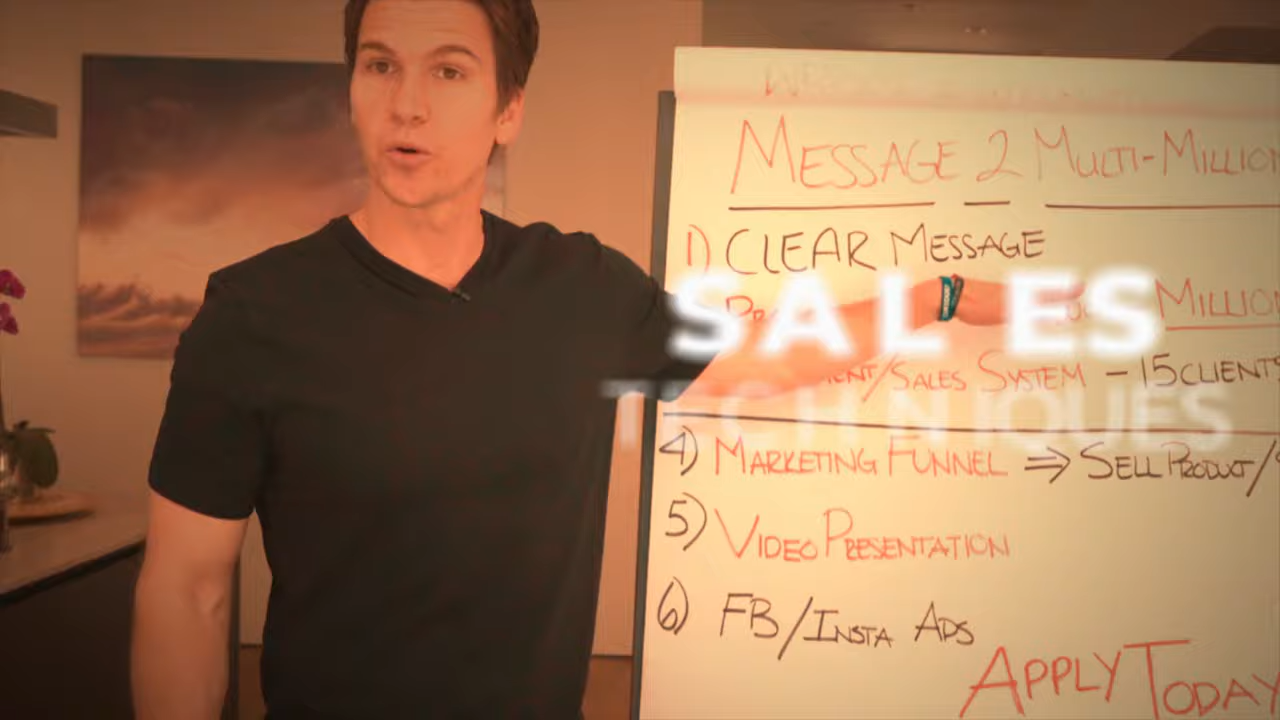 MESSAGE 2 MULTI-MILLION
1) CLEAR MESSAGE
SALES
MILLION
/SALES SYSTEM - 15 CLIENTS
TECHNIQUES
4) MARKETING FUNNEL ⇒ SELL PRODUCT/
5) VIDEO PRESENTATION
6) FB/INSTA ADS
APPLY TODAY